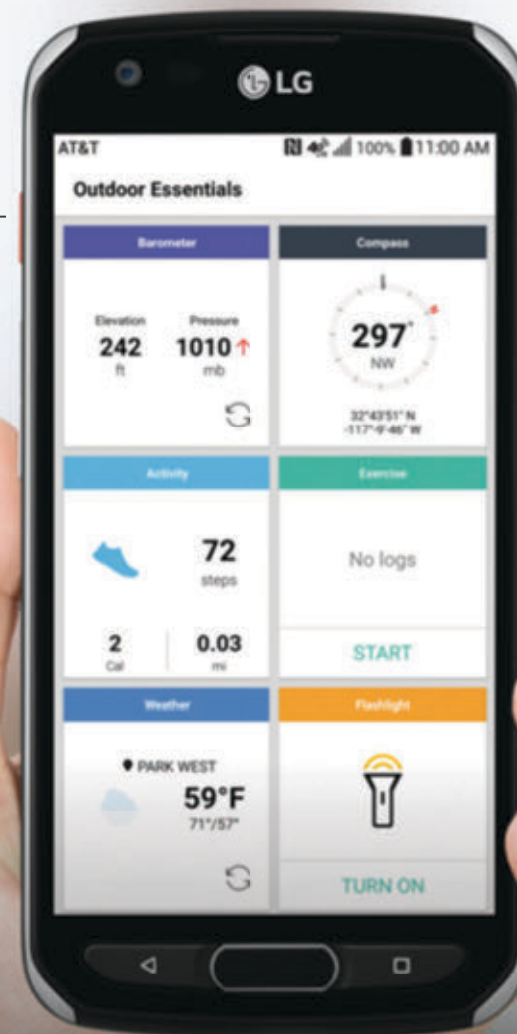 LG
AT&T 100% 11:00 AM
Outdoor Essentials
Barometer
Elevation Pressure
242 1010↑
ft mb
Compass
297°
NW
32°43'51" N
-117°-9'-46" W
Activity
72
steps
2 0.03
Cal mi
Exercise
No logs
START
Weather
PARK WEST
59°F
71°/57°
Flashlight
TURN ON